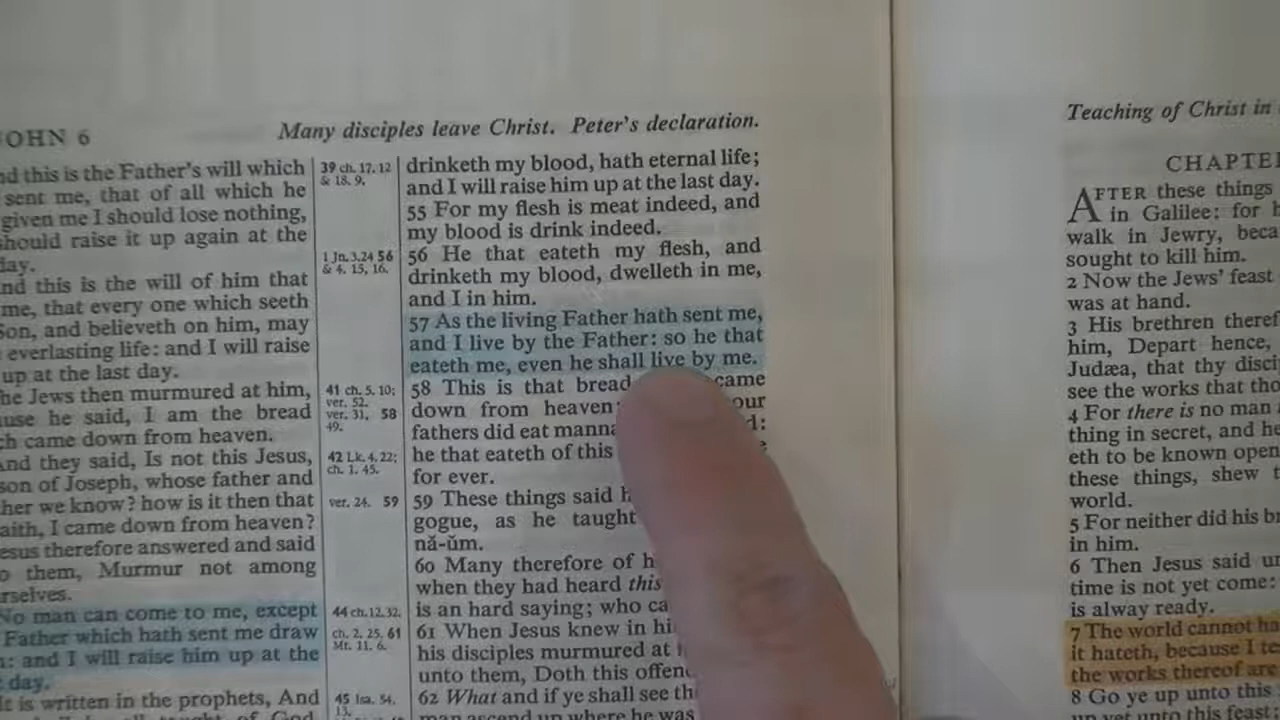 JOHN 6
Many disciples leave Christ. Peter's declaration.
and this is the Father's will which
sent me, that of all which he
given me I should lose nothing,
should raise it up again at the
day.
and this is the will of him that
me, that every one which seeth
Son, and believeth on him, may
everlasting life: and I will raise
up at the last day.
he Jews then murmured at him,
ause he said, I am the bread
ch came down from heaven.
And they said, Is not this Jesus,
son of Joseph, whose father and
her we know? how is it then that
aith, I came down from heaven?
esus therefore answered and said
o them, Murmur not among
rselves.
No man can come to me, except
Father which hath sent me draw
: and I will raise him up at the
day.
It is written in the prophets, And
39 ch. 17. 12
& 18. 9.
1 Jn. 3.24 56
& 4. 15, 16.
41 ch. 5. 10;
ver. 52.
ver. 31, 58
49.
42 Lk. 4. 22;
ch. 1. 45.
ver. 24. 59
44 ch. 12. 32.
ch. 2. 25. 61
Mt. 11. 6.
45 Isa. 54.
13.
drinketh my blood, hath eternal life;
and I will raise him up at the last day.
55 For my flesh is meat indeed, and
my blood is drink indeed.
56 He that eateth my flesh, and
drinketh my blood, dwelleth in me,
and I in him.
57 As the living Father hath sent me,
and I live by the Father: so he that
eateth me, even he shall live by me.
58 This is that bread came
down from heaven: our
fathers did eat manna d:
he that eateth of this
for ever.
59 These things said h
gogue, as he taught
nă-ŭm.
60 Many therefore of h
when they had heard this
is an hard saying; who ca
61 When Jesus knew in hi
his disciples murmured at
unto them, Doth this offend
62 What and if ye shall see th
man ascend up where he was
Teaching of Christ in
CHAPTE
AFTER these things
in Galilee: for h
walk in Jewry, beca
sought to kill him.
2 Now the Jews' feast
was at hand.
3 His brethren theref
him, Depart hence,
Judæa, that thy disci
see the works that tho
4 For there is no man
thing in secret, and he
eth to be known open
these things, shew t
world.
5 For neither did his br
in him.
6 Then Jesus said un
time is not yet come:
is alway ready.
7 The world cannot ha
it hateth, because I te
the works thereof are
8 Go ye up unto this
up yet unto this feast: